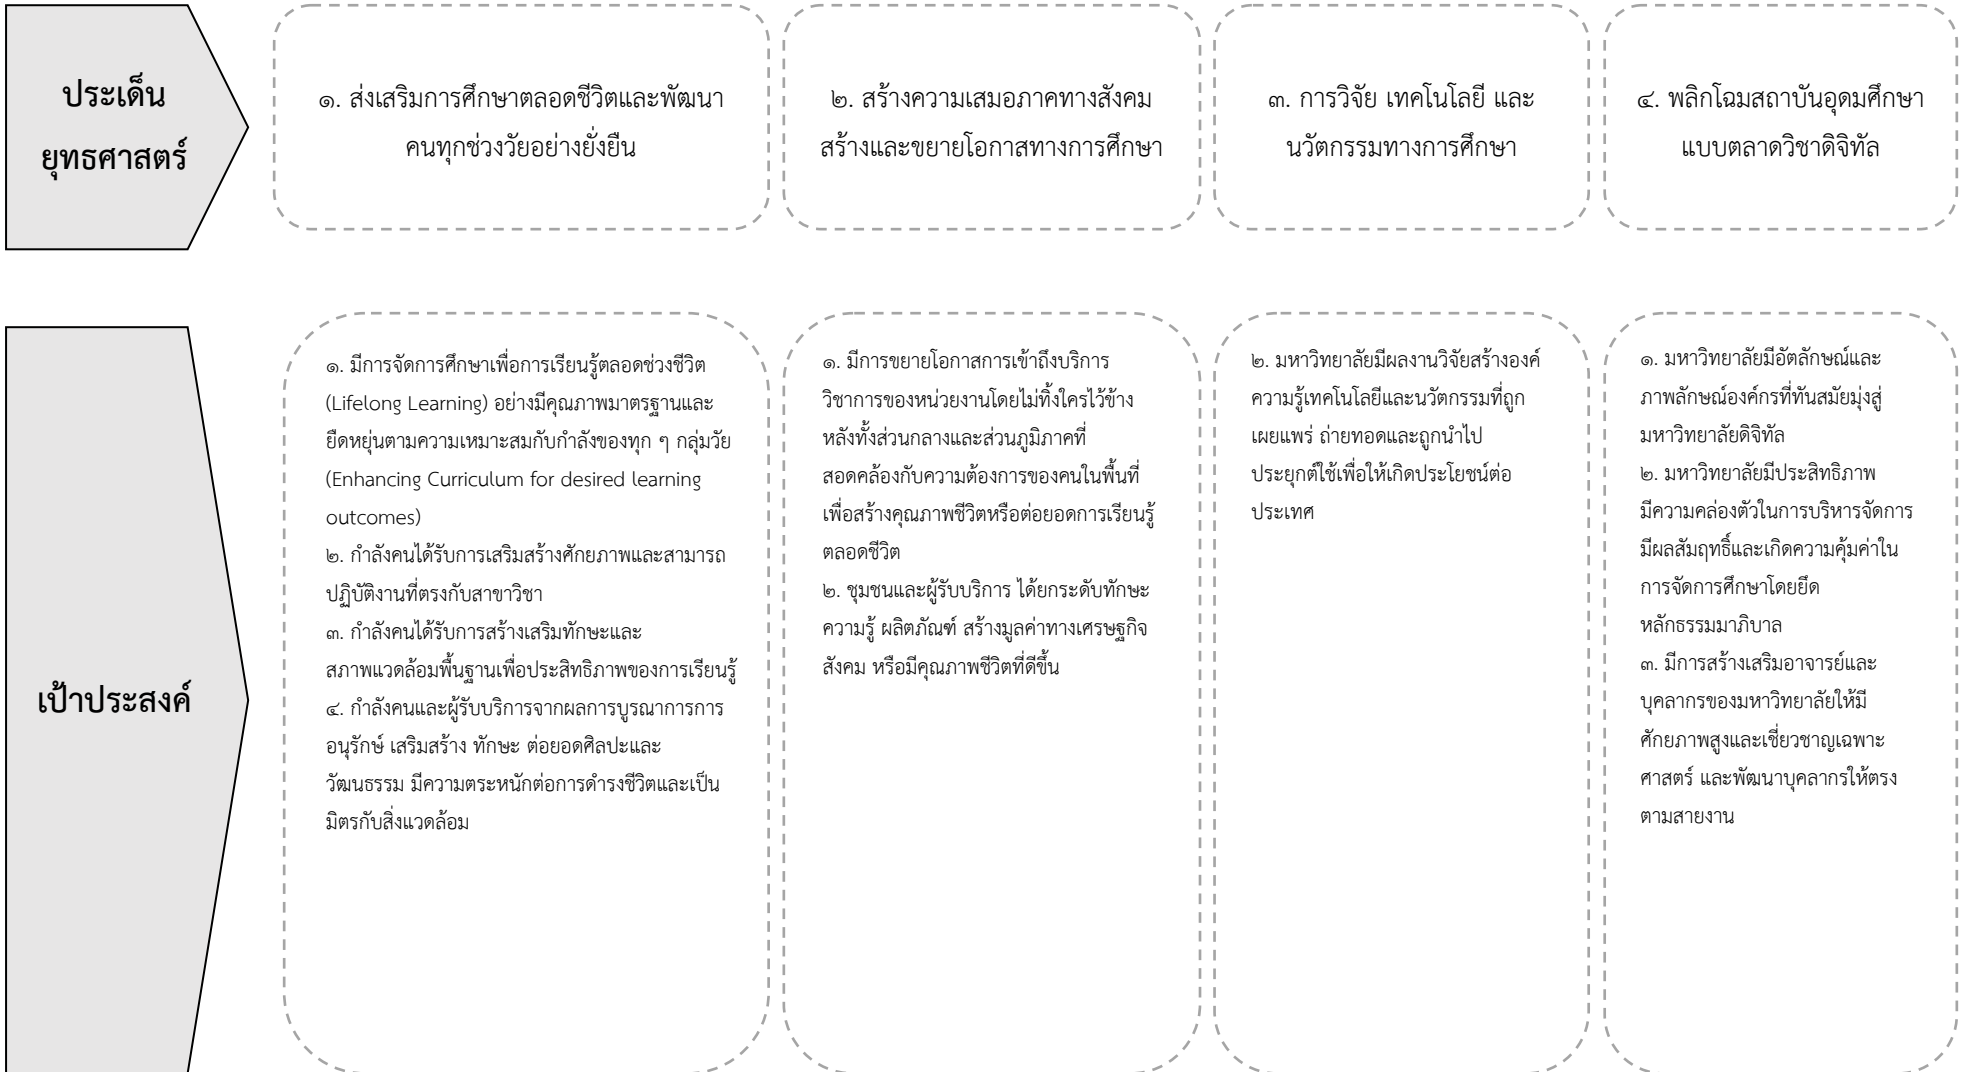 ประเด็น
ยุทธศาสตร์
๑. ส่งเสริมการศึกษาตลอดชีวิตและพัฒนา
คนทุกช่วงวัยอย่างยั่งยืน
๒. สร้างความเสมอภาคทางสังคม
สร้างและขยายโอกาสทางการศึกษา
๓. การวิจัย เทคโนโลยี และ
นวัตกรรมทางการศึกษา
๔. พลิกโฉมสถาบันอุดมศึกษา
แบบตลาดวิชาดิจิทัล
เป้าประสงค์
๑. มีการจัดการศึกษาเพื่อการเรียนรู้ตลอดช่วงชีวิต
(Lifelong Learning) อย่างมีคุณภาพมาตรฐานและ
ยืดหยุ่นตามความเหมาะสมกับกำลังของทุก ๆ กลุ่มวัย
(Enhancing Curriculum for desired learning
outcomes)
๒. กำลังคนได้รับการเสริมสร้างศักยภาพและสามารถ
ปฏิบัติงานที่ตรงกับสาขาวิชา
๓. กำลังคนได้รับการสร้างเสริมทักษะและ
สภาพแวดล้อมพื้นฐานเพื่อประสิทธิภาพของการเรียนรู้
๔. กำลังคนและผู้รับบริการจากผลการบูรณาการการ
อนุรักษ์ เสริมสร้าง ทักษะ ต่อยอดศิลปะและ
วัฒนธรรม มีความตระหนักต่อการดำรงชีวิตและเป็น
มิตรกับสิ่งแวดล้อม
๑. มีการขยายโอกาสการเข้าถึงบริการ
วิชาการของหน่วยงานโดยไม่ทิ้งใครไว้ข้าง
หลังทั้งส่วนกลางและส่วนภูมิภาคที่
สอดคล้องกับความต้องการของคนในพื้นที่
เพื่อสร้างคุณภาพชีวิตหรือต่อยอดการเรียนรู้
ตลอดชีวิต
๒. ชุมชนและผู้รับบริการ ได้ยกระดับทักษะ
ความรู้ ผลิตภัณฑ์ สร้างมูลค่าทางเศรษฐกิจ
สังคม หรือมีคุณภาพชีวิตที่ดีขึ้น
๒. มหาวิทยาลัยมีผลงานวิจัยสร้างองค์
ความรู้เทคโนโลยีและนวัตกรรมที่ถูก
เผยแพร่ ถ่ายทอดและถูกนำไป
ประยุกต์ใช้เพื่อให้เกิดประโยชน์ต่อ
ประเทศ
๑. มหาวิทยาลัยมีอัตลักษณ์และ
ภาพลักษณ์องค์กรที่ทันสมัยมุ่งสู่
มหาวิทยาลัยดิจิทัล
๒. มหาวิทยาลัยมีประสิทธิภาพ
มีความคล่องตัวในการบริหารจัดการ
มีผลสัมฤทธิ์และเกิดความคุ้มค่าใน
การจัดการศึกษาโดยยึด
หลักธรรมมาภิบาล
๓. มีการสร้างเสริมอาจารย์และ
บุคลากรของมหาวิทยาลัยให้มี
ศักยภาพสูงและเชี่ยวชาญเฉพาะ
ศาสตร์ และพัฒนาบุคลากรให้ตรง
ตามสายงาน